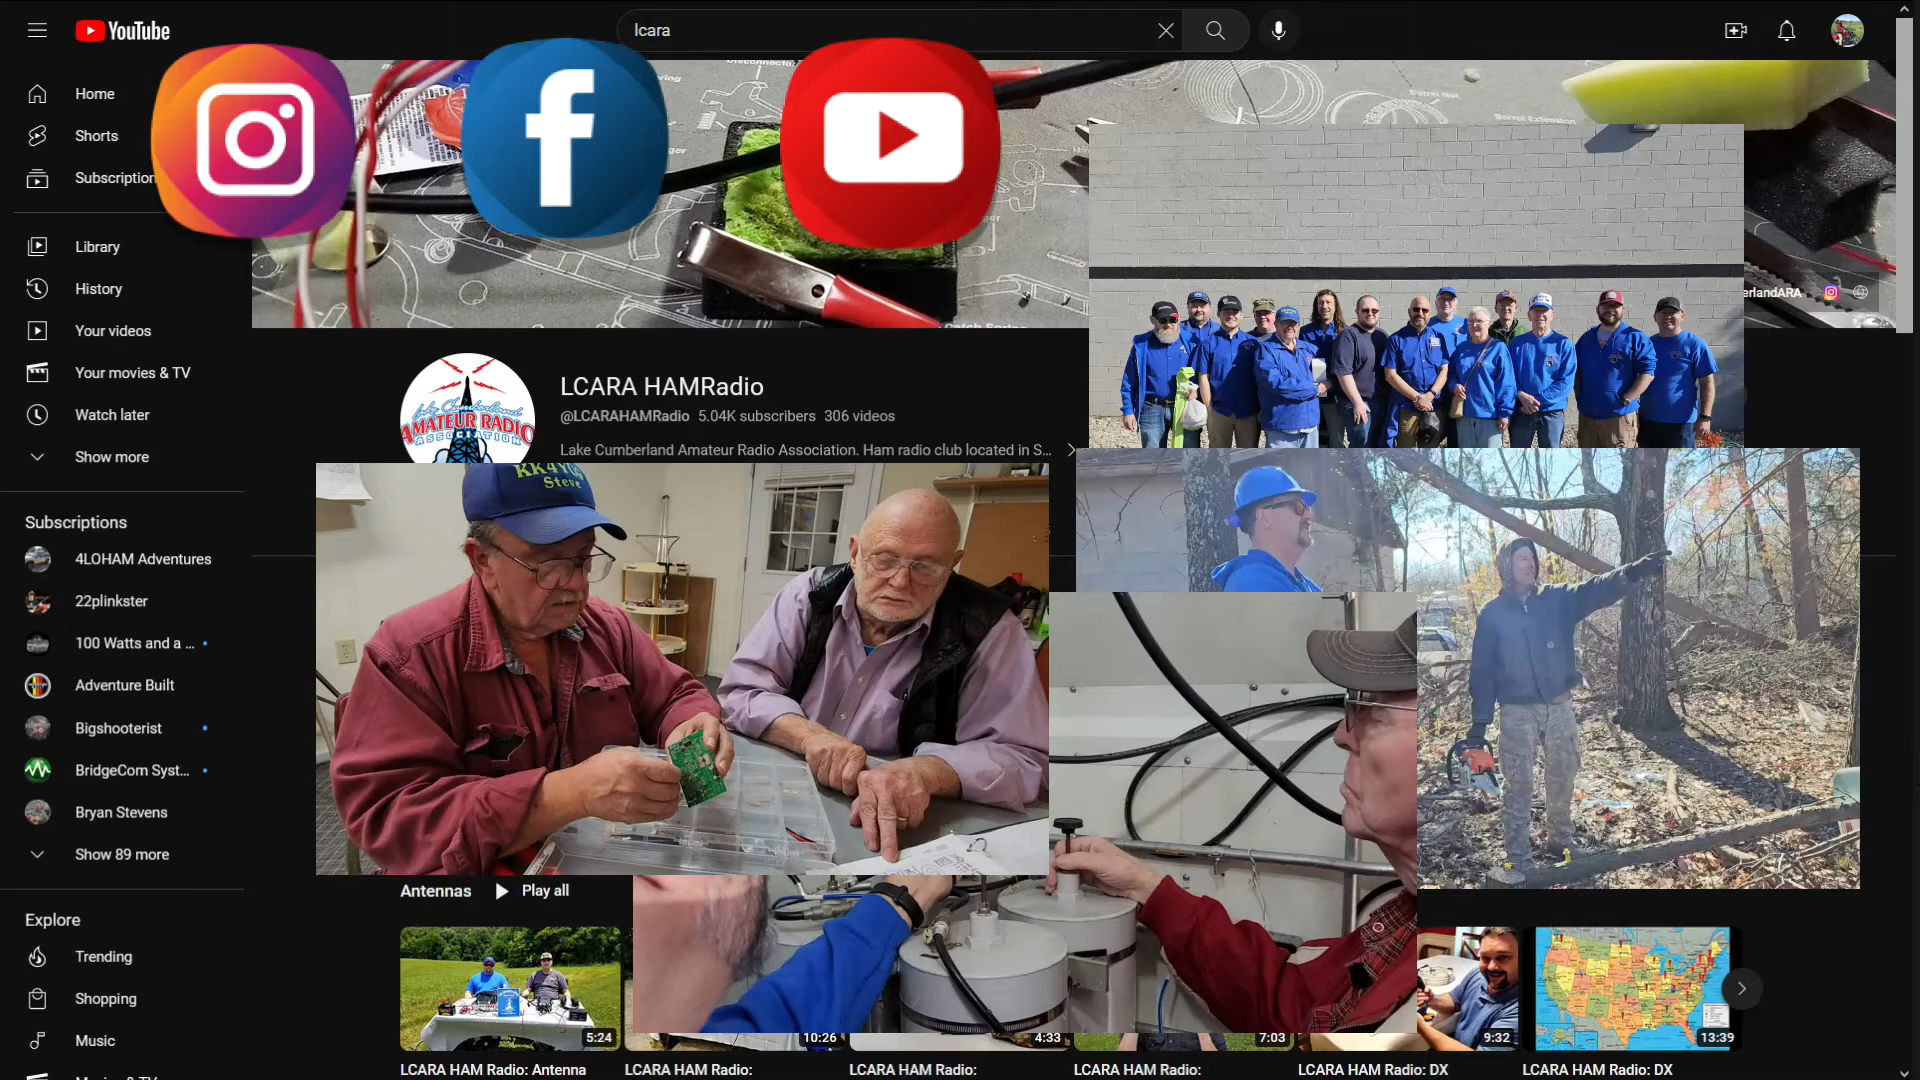 YouTube
lcara
Home
Shorts
Subscription
Library
History
Your videos
Your movies & TV
Watch later
Show more
erlandARA
LCARA HAMRadio
@LCARAHAMRadio 5.04K subscribers 306 videos
Lake Cumberland Amateur Radio Association. Ham radio club located in S...
Lake Cumberland
AMATEUR RADIO
ASSOCIATION
Steve
Subscriptions
4LOHAM Adventures
22plinkster
100 Watts and a ...
Adventure Built
Bigshooterist
BridgeCom Syst...
Bryan Stevens
Show 89 more
Antennas Play all
Explore
Trending
Shopping
Music
5:24
10:26
4:33
7:03
9:32
13:39
LCARA HAM Radio: Antenna
LCARA HAM Radio:
LCARA HAM Radio:
LCARA HAM Radio:
LCARA HAM Radio: DX
LCARA HAM Radio: DX